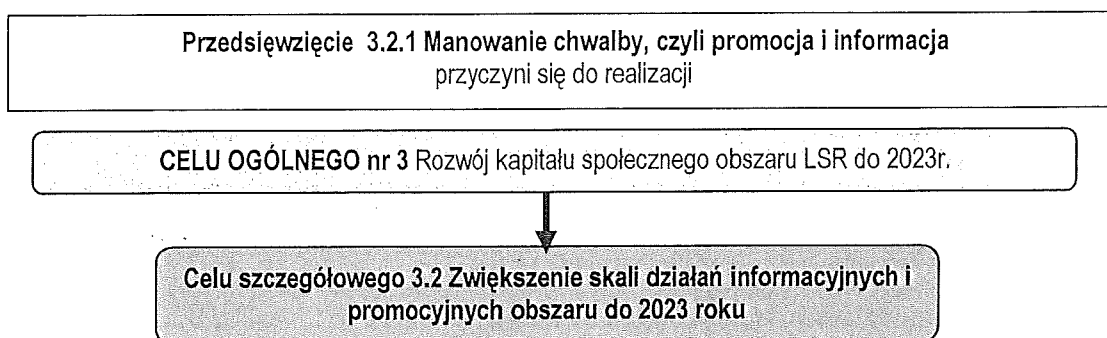 Przedsięwzięcie 3.2.1 Manowanie chwalby, czyli promocja i informacja
przyczyni się do realizacji
CELU OGÓLNEGO nr 3 Rozwój kapitału społecznego obszaru LSR do 2023r.
Celu szczegółowego 3.2 Zwiększenie skali działań informacyjnych i
promocyjnych obszaru do 2023 roku